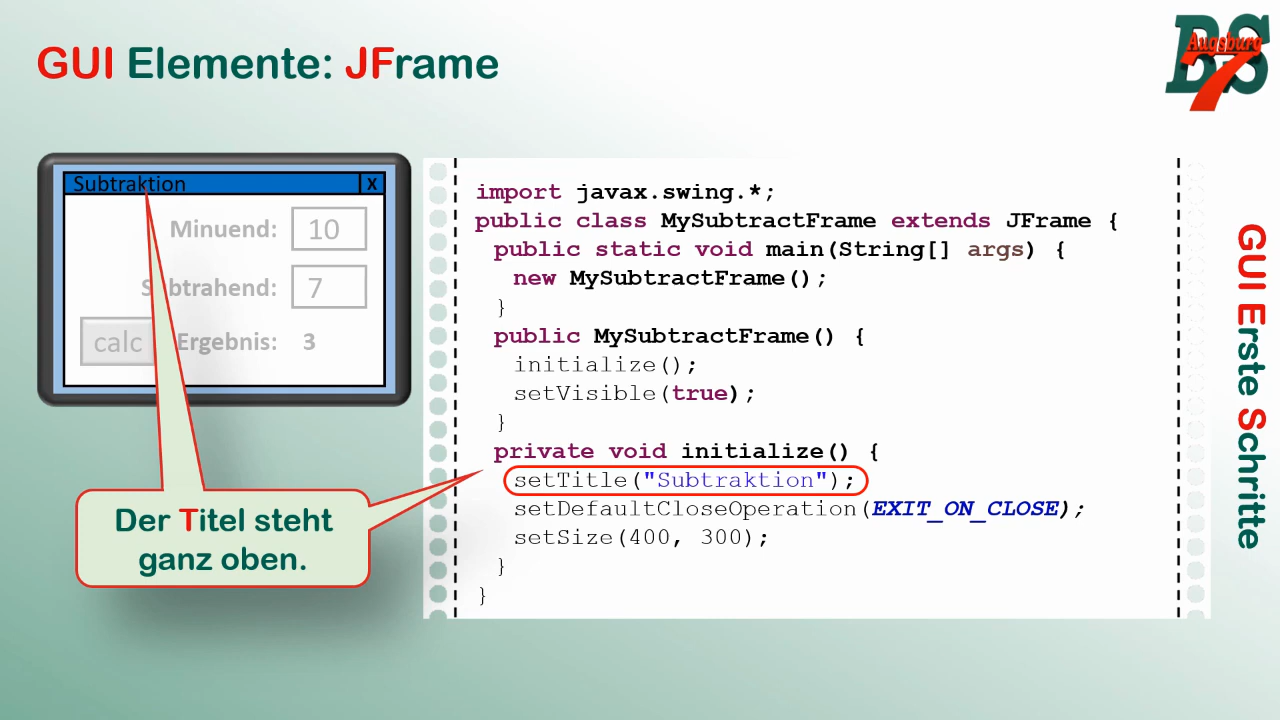 GUI Elemente: JFrame
BS
Augsburg
7
Subtraktion X
Minuend: 10
Subtrahend: 7
calc Ergebnis: 3
Der Titel steht
ganz oben.
import javax.swing.*;
public class MySubtractFrame extends JFrame {
public static void main(String[] args) {
new MySubtractFrame();
}
public MySubtractFrame() {
initialize();
setVisible(true);
}
private void initialize() {
setTitle("Subtraktion");
setDefaultCloseOperation(EXIT_ON_CLOSE);
setSize(400, 300);
}
}
GUI Erste Schritte